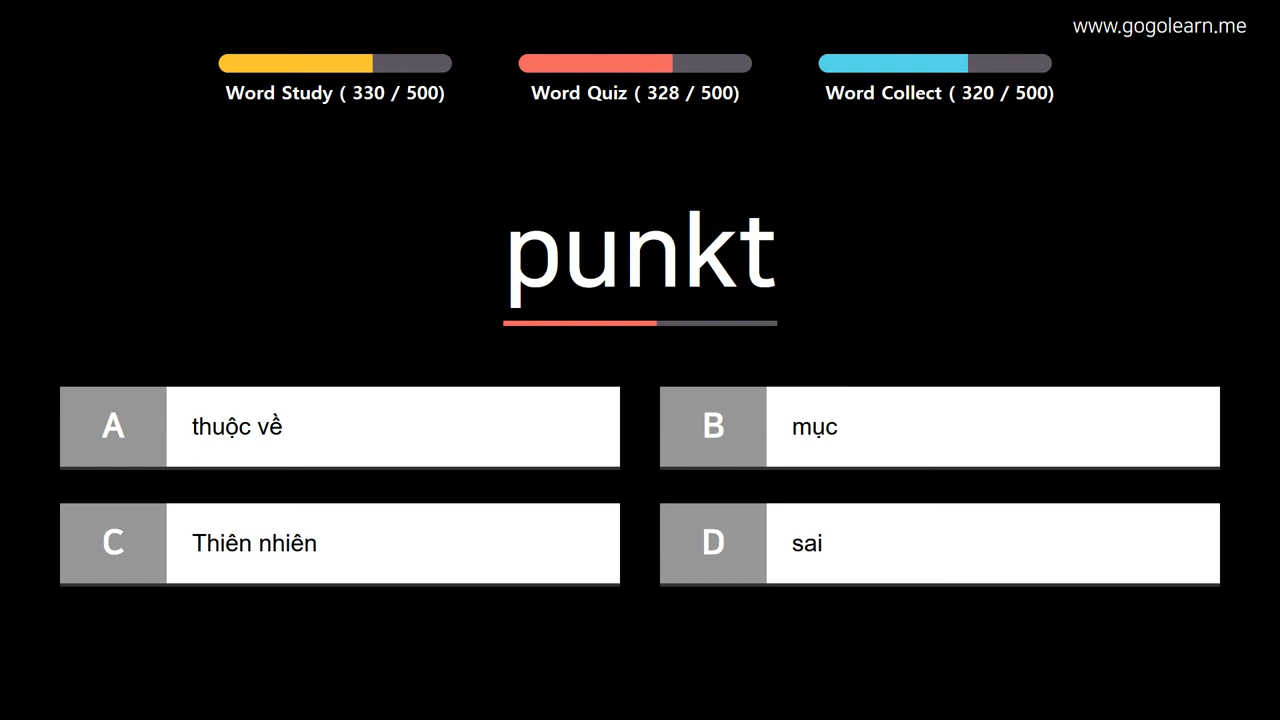 www.gogolearn.me
Word Study ( 330 / 500)
Word Quiz ( 328 / 500)
Word Collect ( 320 / 500)
punkt
A thuộc về
B mục
C Thiên nhiên
D sai